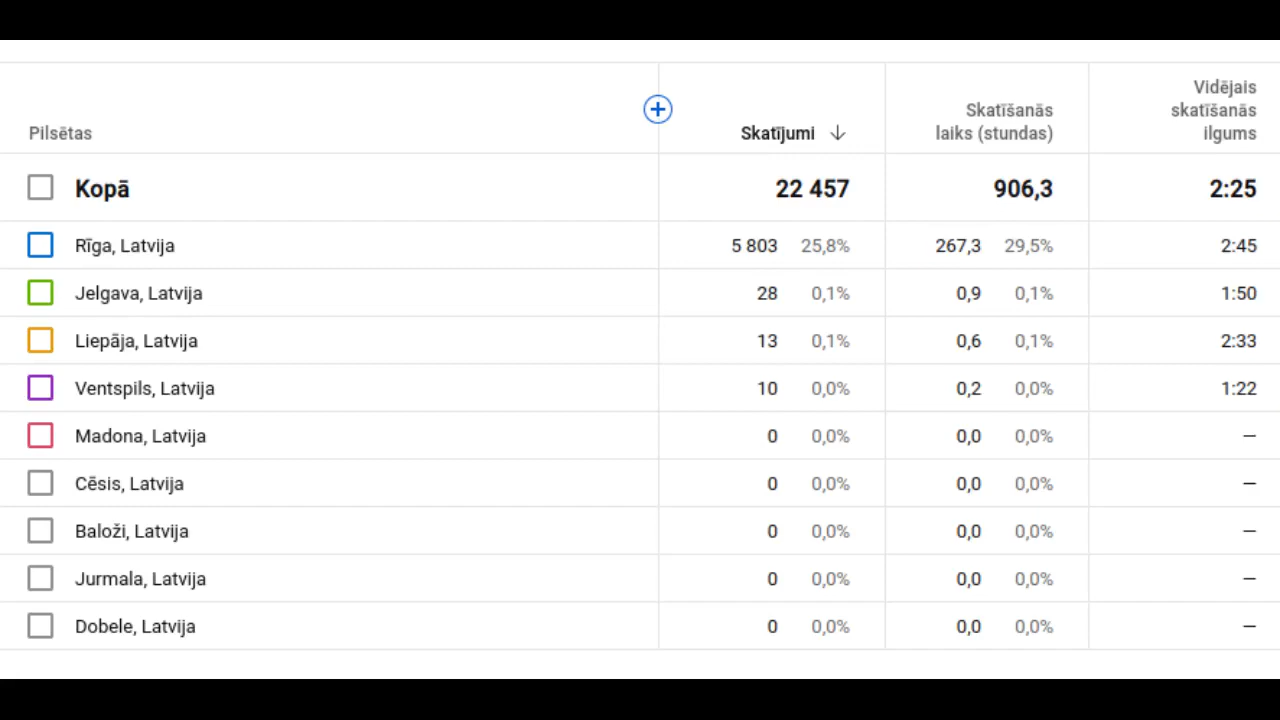 Pilsētas
Skatījumi
Skatīšanās
laiks (stundas)
Vidējais
skatīšanās
ilgums
Kopā 22 457 906,3 2:25
Rīga, Latvija 5 803 25,8% 267,3 29,5% 2:45
Jelgava, Latvija 28 0,1% 0,9 0,1% 1:50
Liepāja, Latvija 13 0,1% 0,6 0,1% 2:33
Ventspils, Latvija 10 0,0% 0,2 0,0% 1:22
Madona, Latvija 0 0,0% 0,0 0,0% —
Cēsis, Latvija 0 0,0% 0,0 0,0% —
Baloži, Latvija 0 0,0% 0,0 0,0% —
Jurmala, Latvija 0 0,0% 0,0 0,0% —
Dobele, Latvija 0 0,0% 0,0 0,0% —